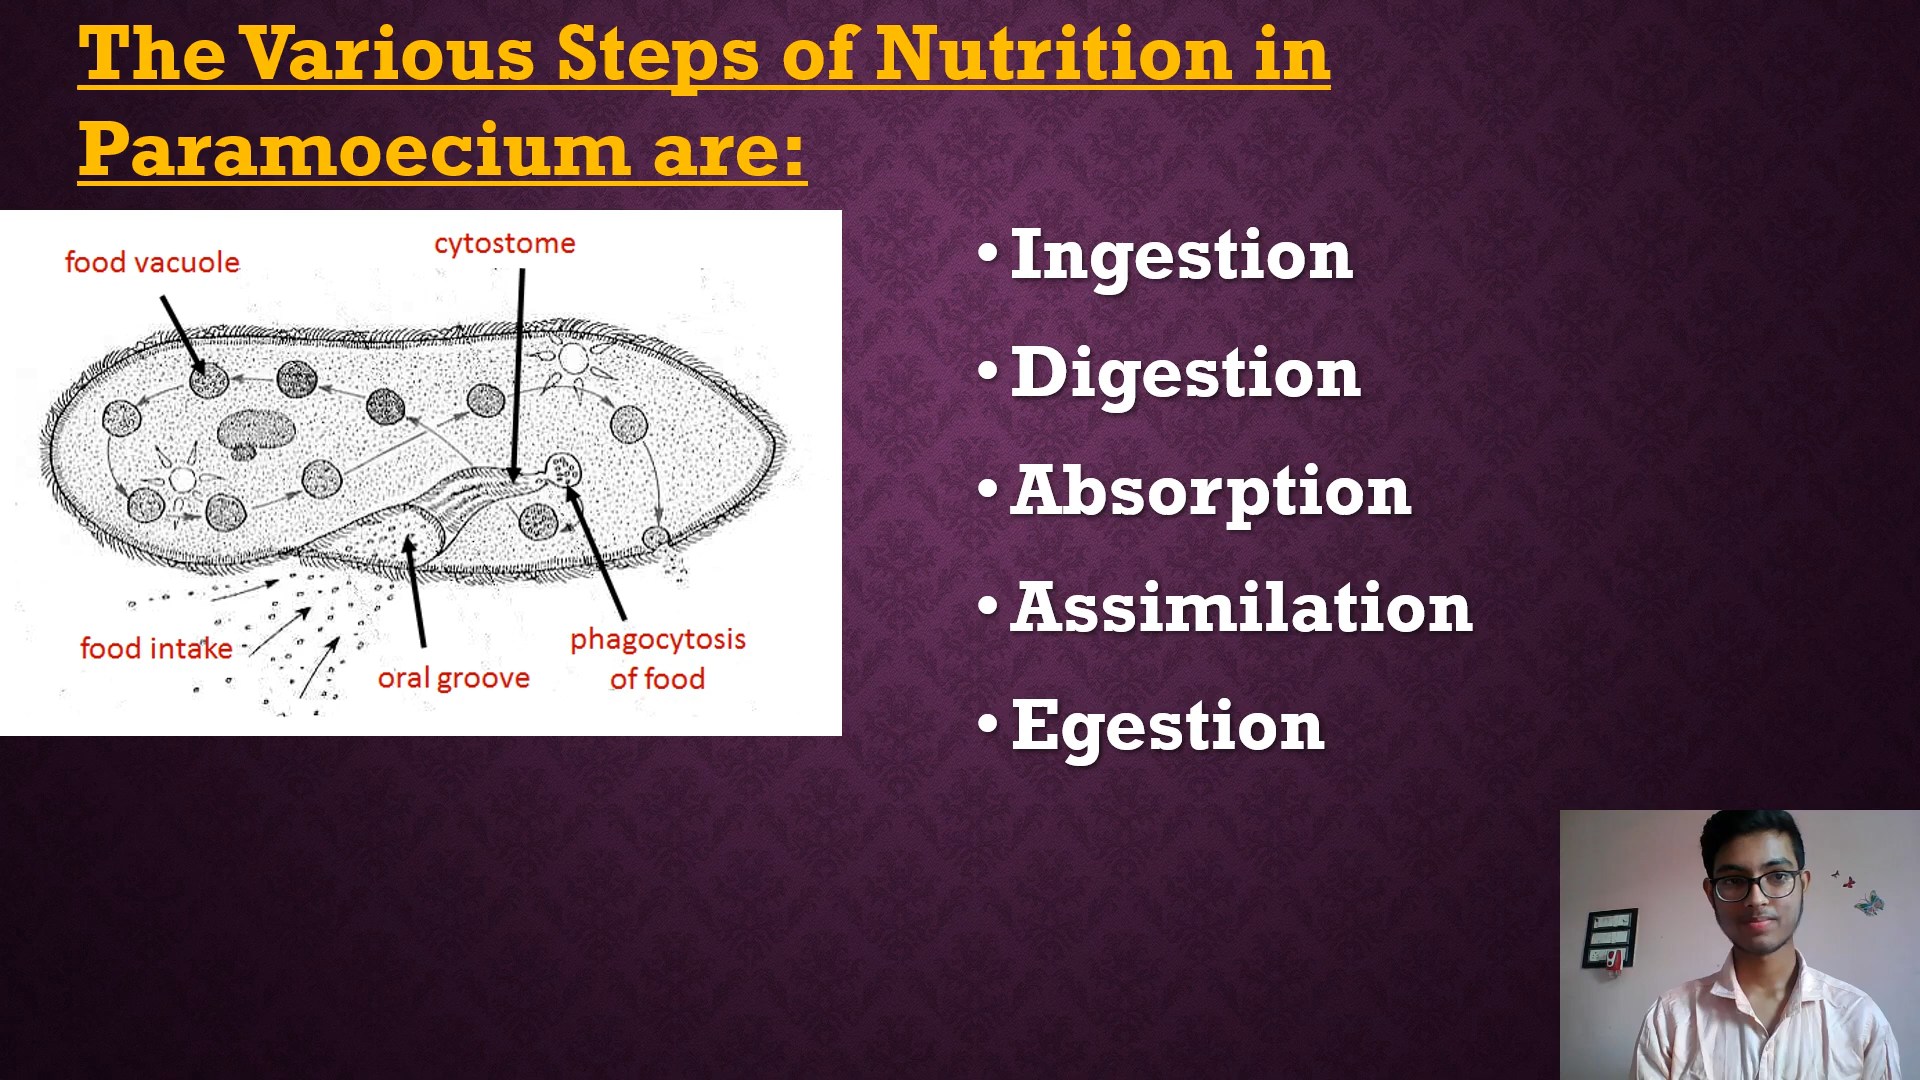 The Various Steps of Nutrition in
Paramoecium are:
food vacuole
cytostome
food intake
oral groove
phagocytosis
of food
• Ingestion
• Digestion
• Absorption
• Assimilation
• Egestion